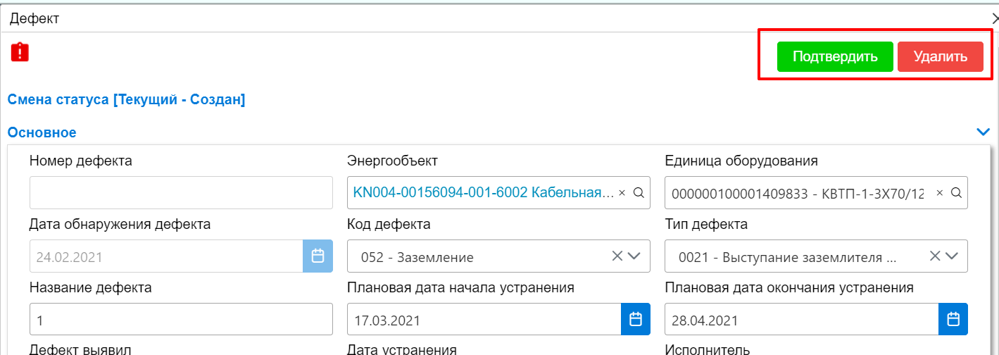 Дефект
Подтвердить Удалить
Смена статуса [Текущий - Создан]
Основное
Номер дефекта Энергообъект Единица оборудования
KN004-00156094-001-6002 Кабельная... 000000100001409833 - КВТП-1-3Х70/12
Дата обнаружения дефекта Код дефекта Тип дефекта
24.02.2021 052 - Заземление 0021 - Выступание заземлителя ...
Название дефекта Плановая дата начала устранения Плановая дата окончания устранения
1 17.03.2021 28.04.2021
Дефект выявил Дата устранения Исполнитель